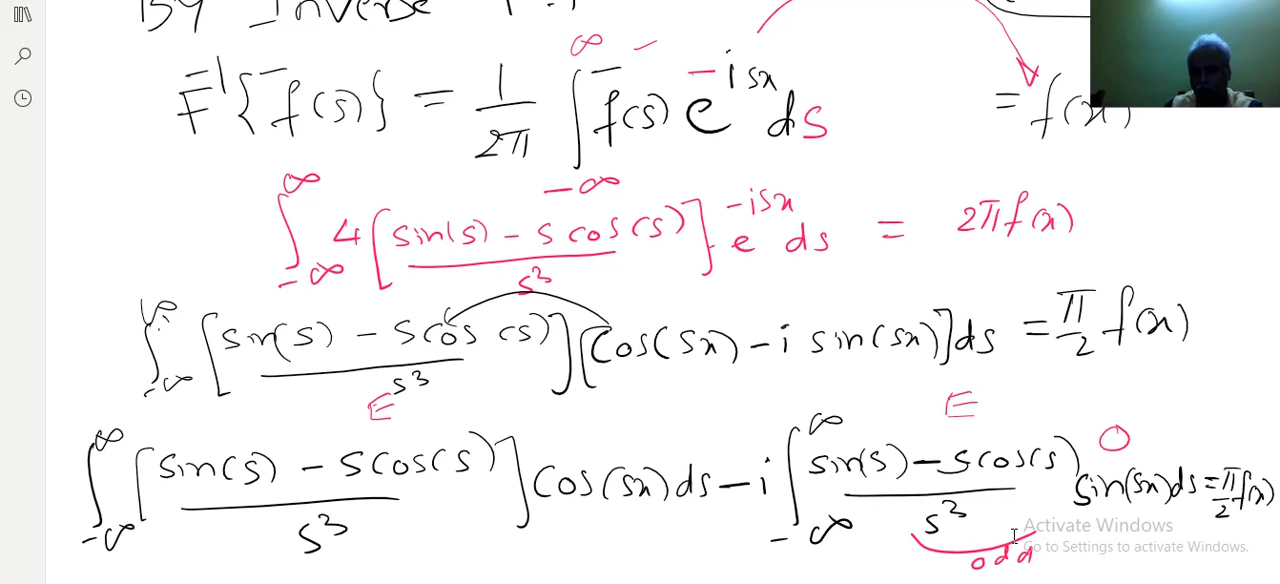 By Inverse
F⁻¹{f̄(s)} = 1/2π ∫_{-∞}^{∞} f̄(s) e^{-isx} ds = f(x)
∫_{-∞}^{∞} 4[(sin(s) - s cos(s))/s³] e^{-isx} ds = 2π f(x)
∫_{-∞}^{∞} [(sin(s) - s cos(s))/s³][cos(sx) - i sin(sx)] ds = π/2 f(x)
E E O
∫_{-∞}^{∞} [(sin(s) - s cos(s))/s³] cos(sx) ds - i ∫_{-∞}^{∞} (sin(s) - s cos(s))/s³ sin(sx) ds = π/2 f(x)
odd
Activate Windows
Go to Settings to activate Windows.